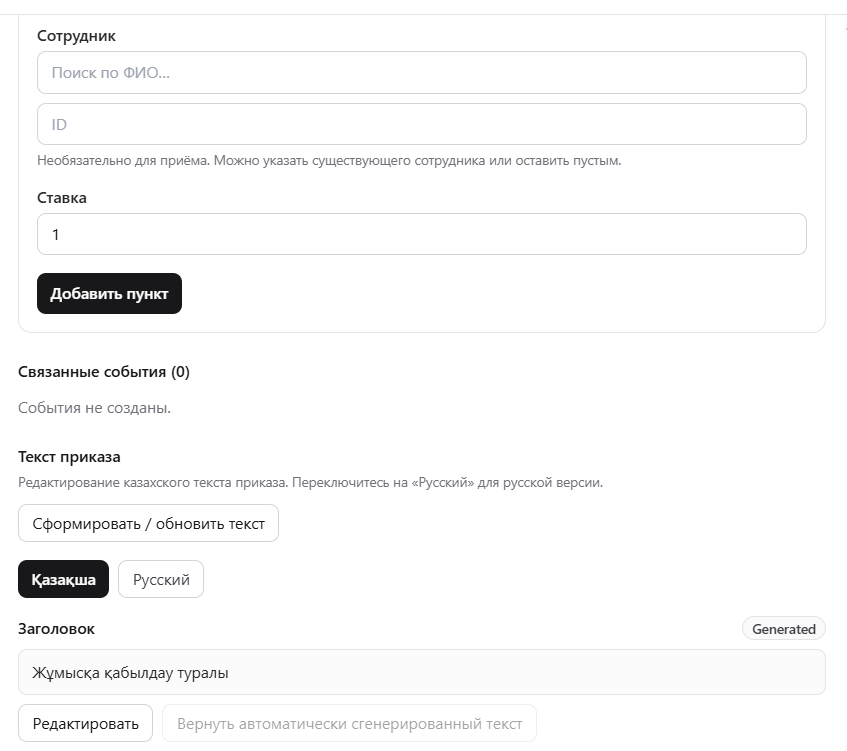 Сотрудник
Поиск по ФИО...
ID
Необязательно для приёма. Можно указать существующего сотрудника или оставить пустым.
Ставка
1
Добавить пункт
Связанные события (0)
События не созданы.
Текст приказа
Редактирование казахского текста приказа. Переключитесь на «Русский» для русской версии.
Сформировать / обновить текст
Қазақша Русский
Заголовок Generated
Жұмысқа қабылдау туралы
Редактировать Вернуть автоматически сгенерированный текст